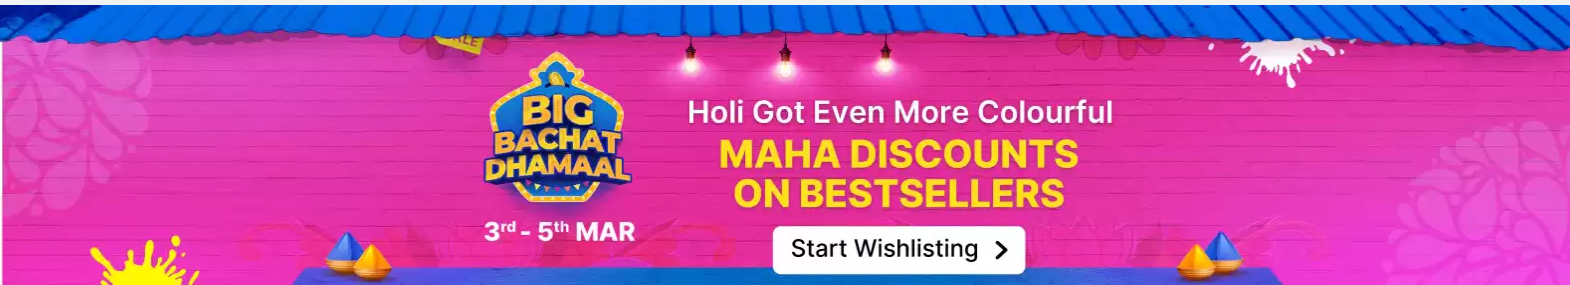 BIG
BACHAT
DHAMAAL
3rd - 5th MAR
Holi Got Even More Colourful
MAHA DISCOUNTS
ON BESTSELLERS
Start Wishlisting